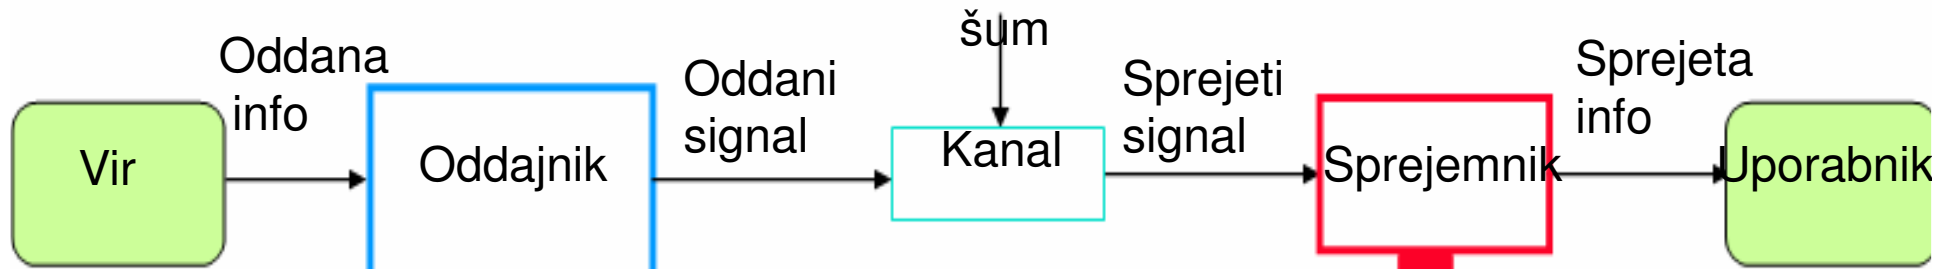 Vir
Oddana
info
Oddajnik
Oddani
signal
šum
Kanal
Sprejeti
signal
Sprejemnik
Sprejeta
info
Uporabnik